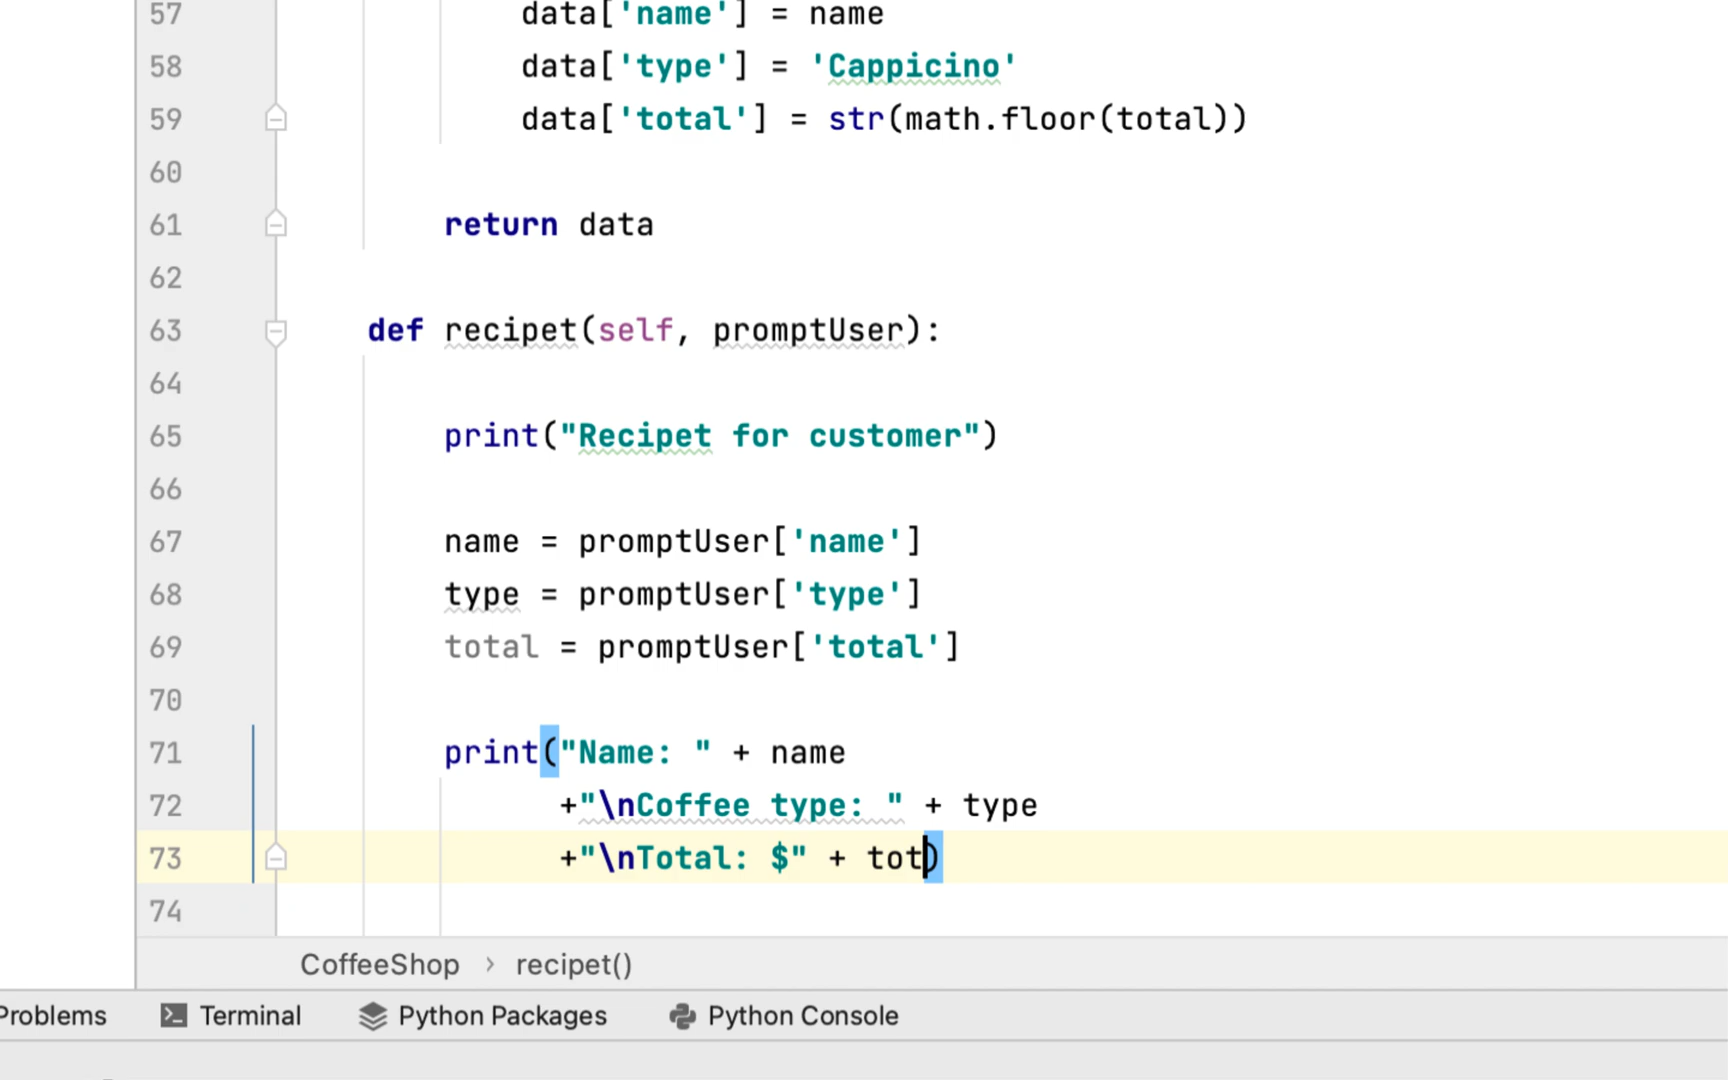 57 data['name'] = name
58 data['type'] = 'Cappicino'
59 data['total'] = str(math.floor(total))
60
61 return data
62
63 def recipet(self, promptUser):
64
65 print("Recipet for customer")
66
67 name = promptUser['name']
68 type = promptUser['type']
69 total = promptUser['total']
70
71 print("Name: " + name
72 +"\nCoffee type: " + type
73 +"\nTotal: $" + tot)
74
CoffeeShop › recipet()
Problems Terminal Python Packages Python Console